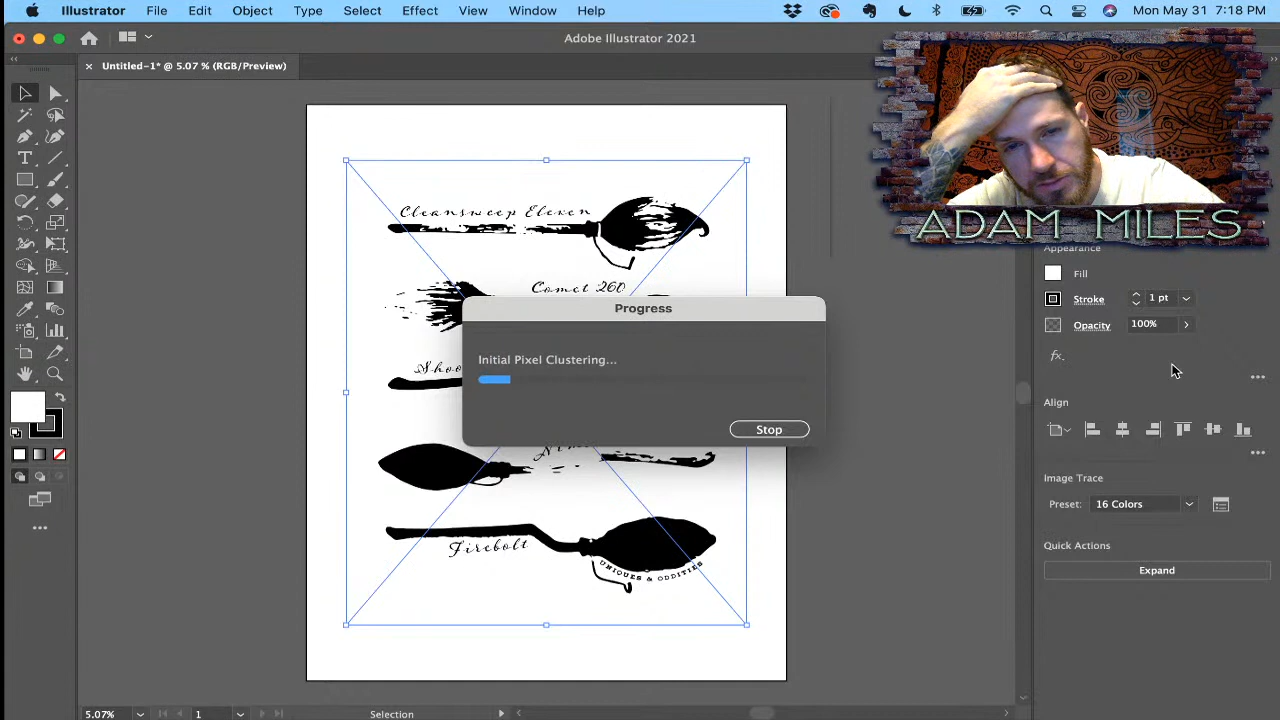 Illustrator File Edit Object Type Select Effect View Window Help Mon May 31 7:18 PM
Adobe Illustrator 2021
Untitled-1* @ 5.07 % (RGB/Preview)
ADAM MILES
Cleansweep Eleven
Comet 260
Shoo
Firebolt
UNIQUES & ODDITIES
Progress
Initial Pixel Clustering...
Stop
Appearance
Fill
Stroke 1 pt
Opacity 100%
fx.
Align
Image Trace
Preset: 16 Colors
Quick Actions
Expand
5.07% 1 Selection